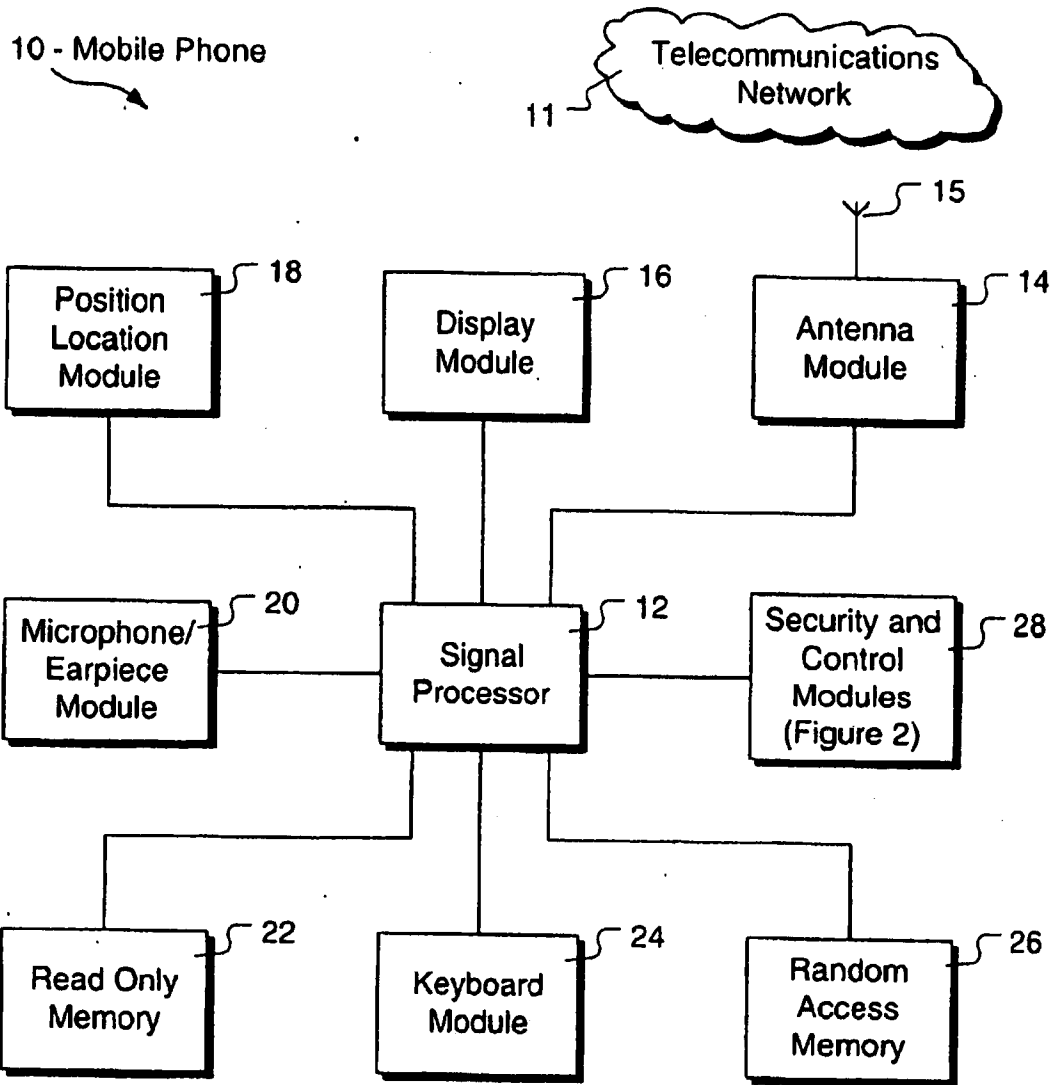 10 - Mobile Phone
Telecommunications
Network
11
15
Position
Location
Module
18
Display
Module
16
Antenna
Module
14
Microphone/
Earpiece
Module
20
Signal
Processor
12
Security and
Control
Modules
(Figure 2)
28
Read Only
Memory
22
Keyboard
Module
24
Random
Access
Memory
26